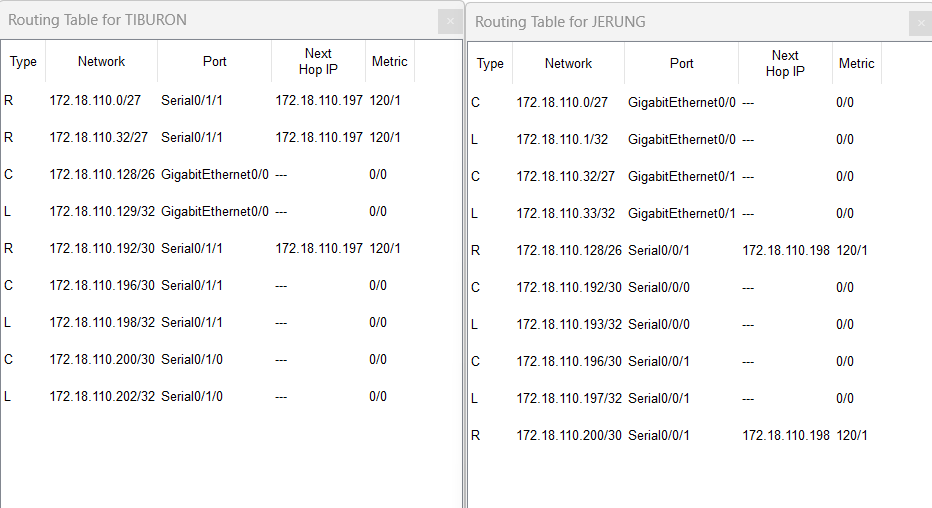 Routing Table for TIBURON
Type Network Port Next Hop IP Metric
R 172.18.110.0/27 Serial0/1/1 172.18.110.197 120/1
R 172.18.110.32/27 Serial0/1/1 172.18.110.197 120/1
C 172.18.110.128/26 GigabitEthernet0/0 --- 0/0
L 172.18.110.129/32 GigabitEthernet0/0 --- 0/0
R 172.18.110.192/30 Serial0/1/1 172.18.110.197 120/1
C 172.18.110.196/30 Serial0/1/1 --- 0/0
L 172.18.110.198/32 Serial0/1/1 --- 0/0
C 172.18.110.200/30 Serial0/1/0 --- 0/0
L 172.18.110.202/32 Serial0/1/0 --- 0/0
Routing Table for JERUNG
Type Network Port Next Hop IP Metric
C 172.18.110.0/27 GigabitEthernet0/0 --- 0/0
L 172.18.110.1/32 GigabitEthernet0/0 --- 0/0
C 172.18.110.32/27 GigabitEthernet0/1 --- 0/0
L 172.18.110.33/32 GigabitEthernet0/1 --- 0/0
R 172.18.110.128/26 Serial0/0/1 172.18.110.198 120/1
C 172.18.110.192/30 Serial0/0/0 --- 0/0
L 172.18.110.193/32 Serial0/0/0 --- 0/0
C 172.18.110.196/30 Serial0/0/1 --- 0/0
L 172.18.110.197/32 Serial0/0/1 --- 0/0
R 172.18.110.200/30 Serial0/0/1 172.18.110.198 120/1